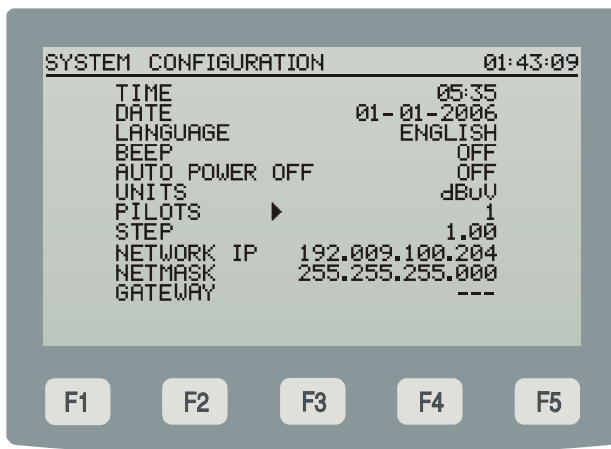 SYSTEM CONFIGURATION 01:43:09
TIME 05:35
DATE 01-01-2006
LANGUAGE ENGLISH
BEEP OFF
AUTO POWER OFF OFF
UNITS dBuV
PILOTS ▶ 1
STEP 1.00
NETWORK IP 192.009.100.204
NETMASK 255.255.255.000
GATEWAY ---
F1 F2 F3 F4 F5